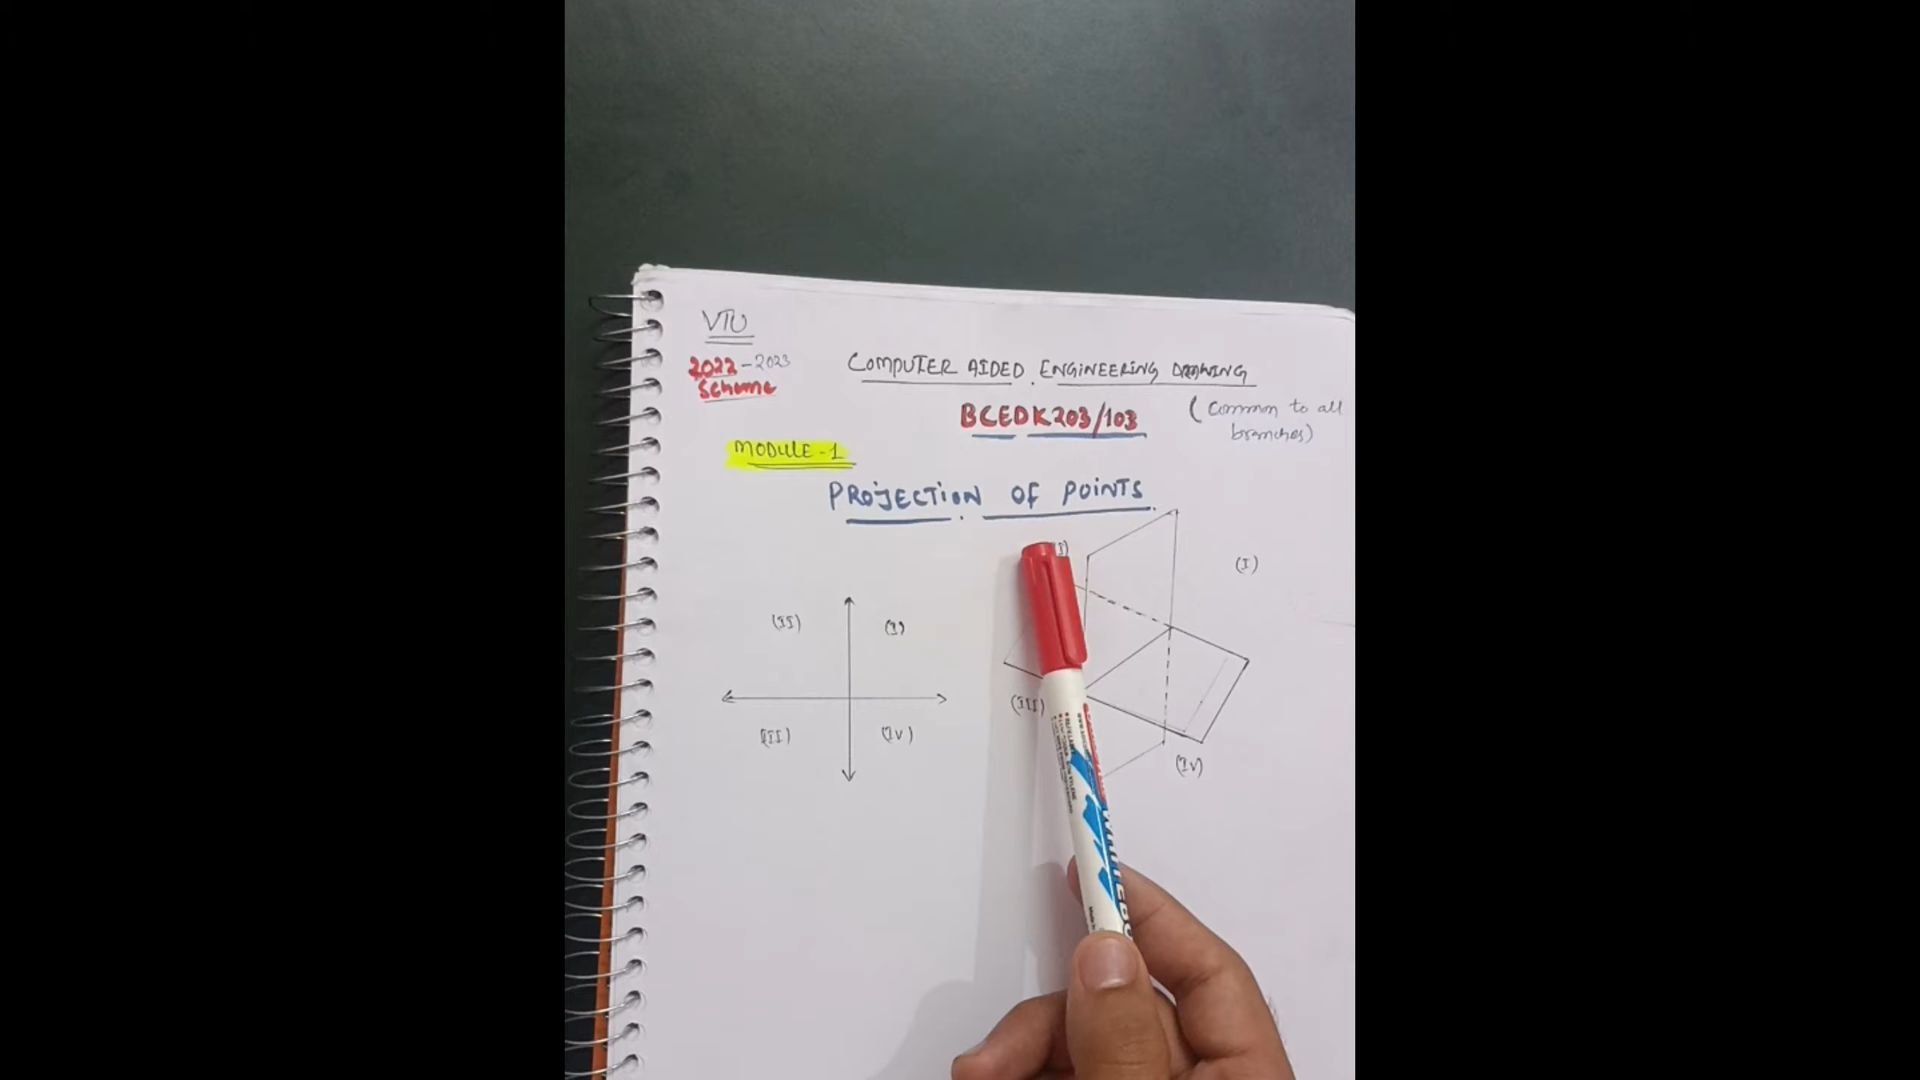 VTU
2022-2023
Scheme
COMPUTER AIDED ENGINEERING DRAWING
BCEDK203/103
(Common to all
branches)
MODULE-1
PROJECTION OF POINTS
(I)
(II)
(I)
(III)
(III)
(IV)
(IV)
WHITEBO